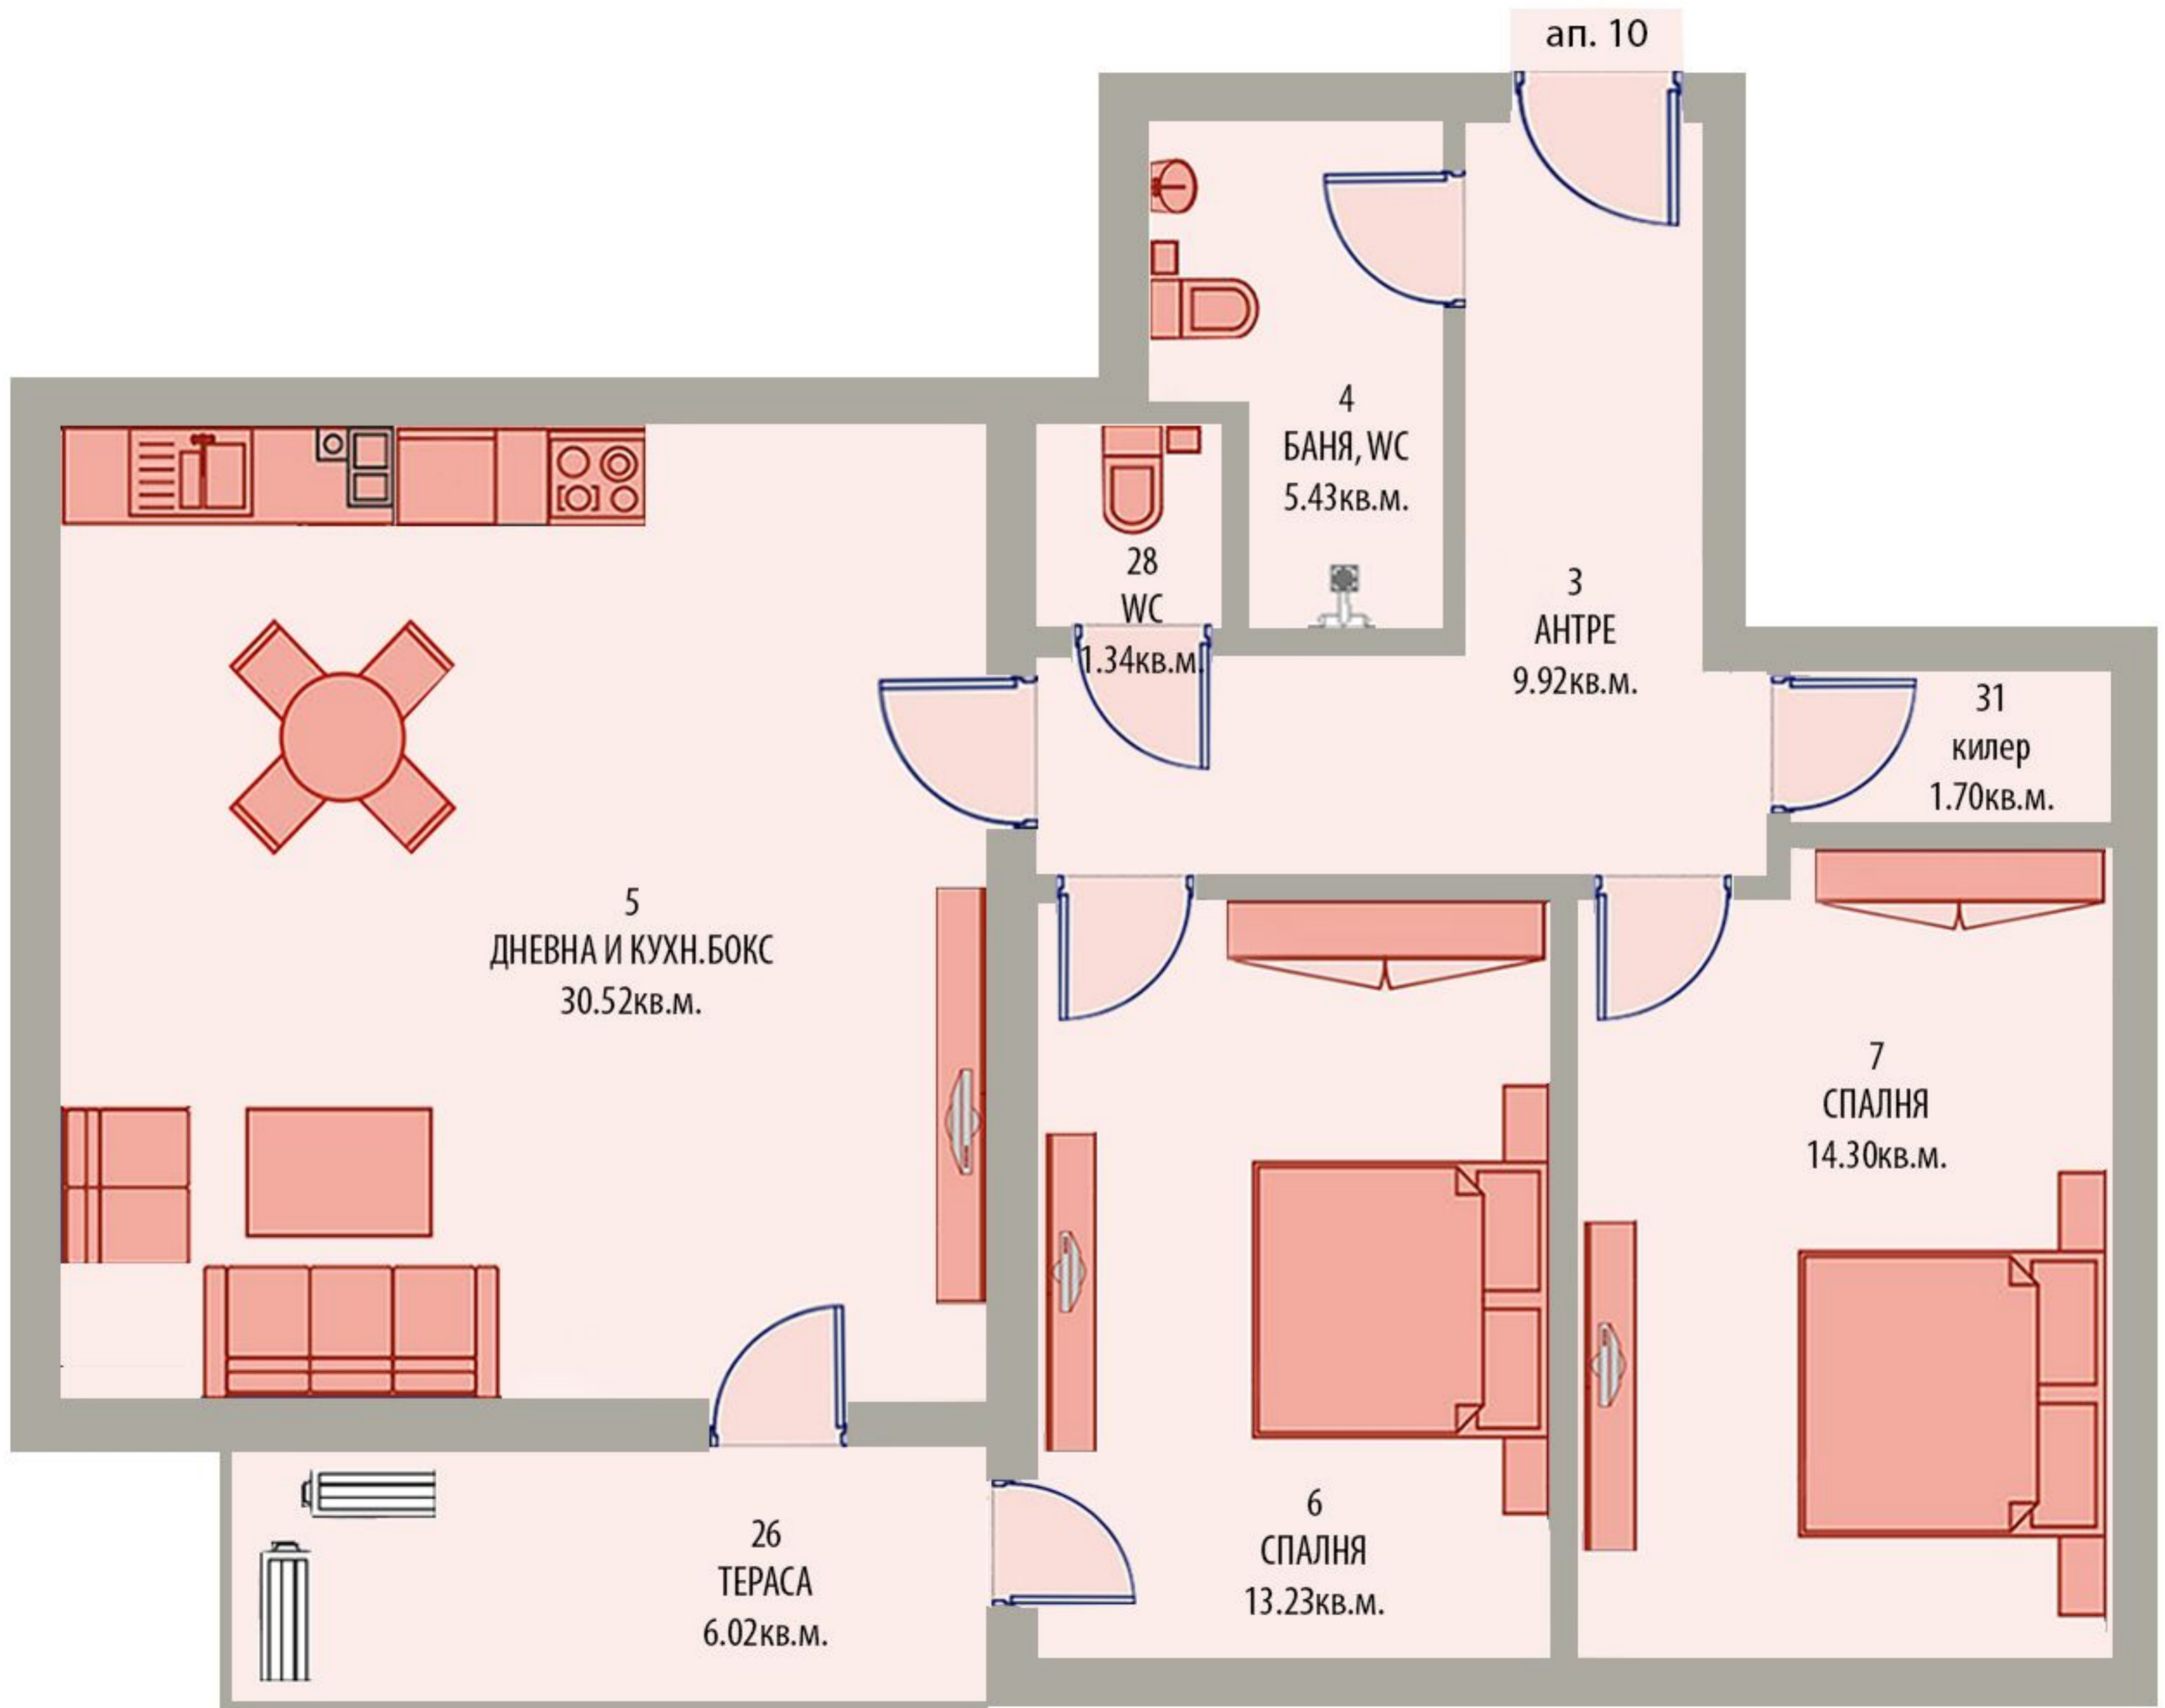 ап. 10
4
БАНЯ, WC
5.43кв.м.
28
WC
1.34кв.м.
3
АНТРЕ
9.92кв.м.
31
килер
1.70кв.м.
5
ДНЕВНА И КУХН.БОКС
30.52кв.м.
7
СПАЛНЯ
14.30кв.м.
6
СПАЛНЯ
13.23кв.м.
26
ТЕРАСА
6.02кв.м.